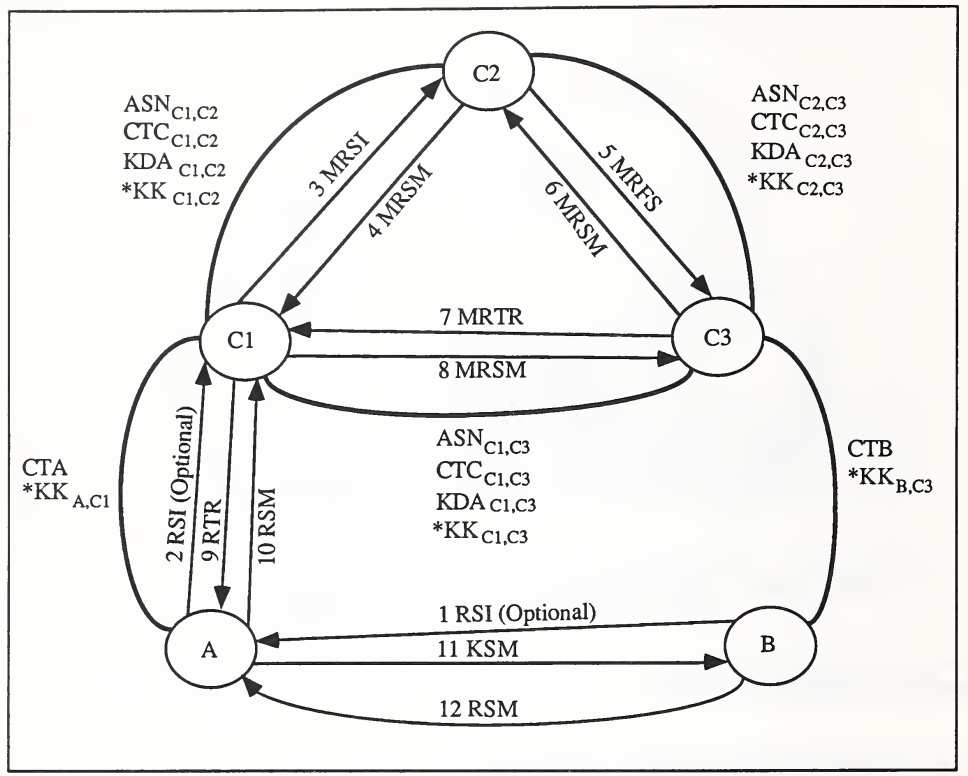 C2
ASN C1,C2
CTC C1,C2
KDA C1,C2
*KK C1,C2
ASN C2,C3
CTC C2,C3
KDA C2,C3
*KK C2,C3
3 MRSI
4 MRSM
5 MRFS
6 MRSM
C1
7 MRTR
8 MRSM
C3
ASN C1,C3
CTC C1,C3
KDA C1,C3
*KK C1,C3
CTA
*KK A,C1
2 RSI (Optional)
9 RTR
10 RSM
CTB
*KK B,C3
A
1 RSI (Optional)
11 KSM
12 RSM
B